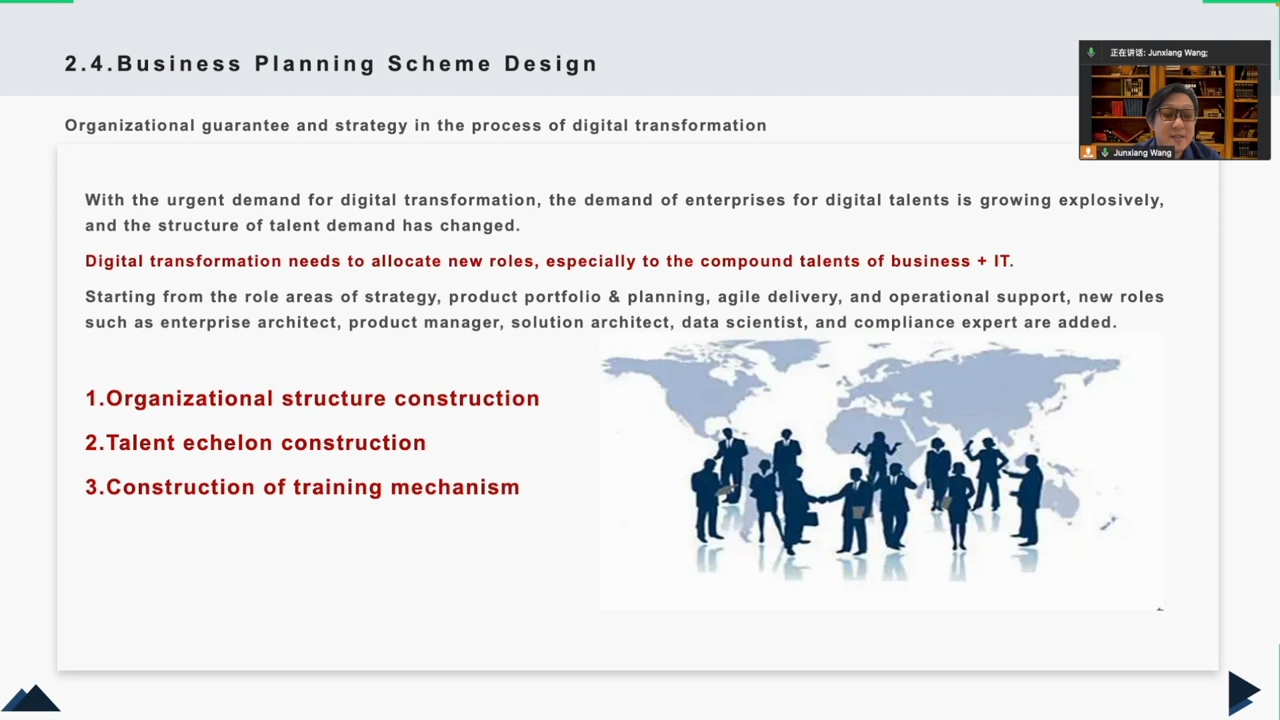 2.4.Business Planning Scheme Design
正在讲话: Junxiang Wang;
Junxiang Wang
Organizational guarantee and strategy in the process of digital transformation
With the urgent demand for digital transformation, the demand of enterprises for digital talents is growing explosively,
and the structure of talent demand has changed.
Digital transformation needs to allocate new roles, especially to the compound talents of business + IT.
Starting from the role areas of strategy, product portfolio & planning, agile delivery, and operational support, new roles
such as enterprise architect, product manager, solution architect, data scientist, and compliance expert are added.
1.Organizational structure construction
2.Talent echelon construction
3.Construction of training mechanism